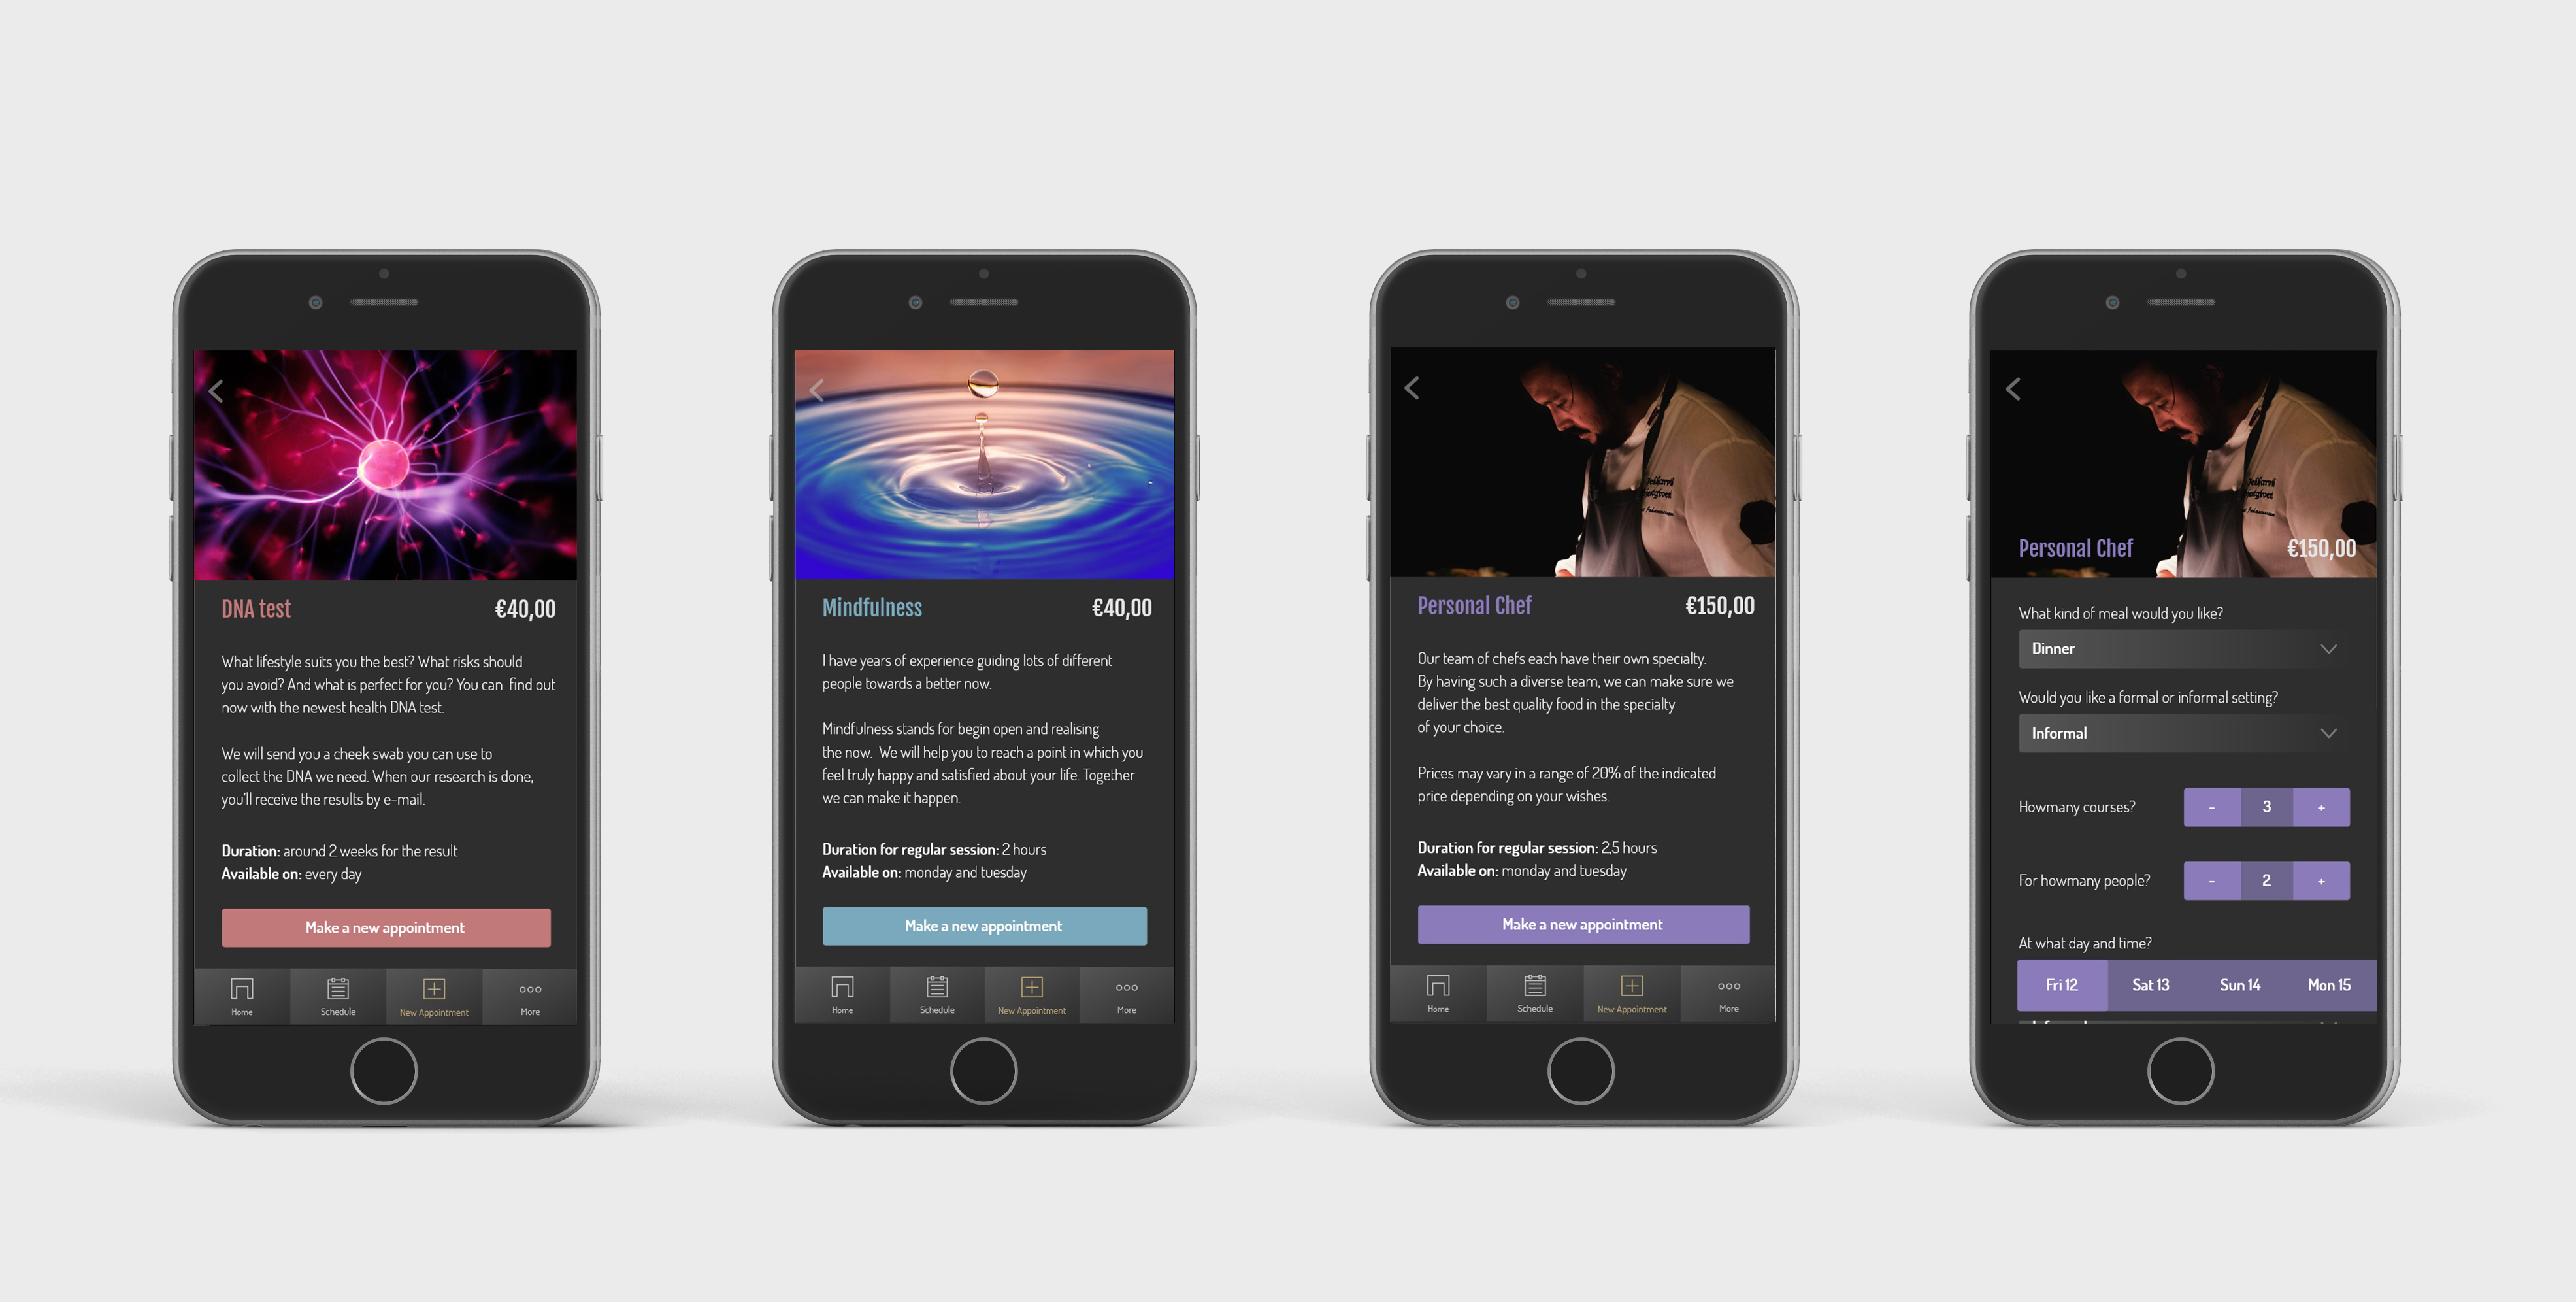 DNA test €40,00
What lifestyle suits you the best? What risks should
you avoid? And what is perfect for you? You can find out
now with the newest health DNA test.
We will send you a cheek swab you can use to
collect the DNA we need. When our research is done,
you'll receive the results by e-mail.
Duration: around 2 weeks for the result
Available on: every day
Make a new appointment
Home Schedule New Appointment More
Mindfulness €40,00
I have years of experience guiding lots of different
people towards a better now.
Mindfulness stands for begin open and realising
the now. We will help you to reach a point in which you
feel truly happy and satisfied about your life. Together
we can make it happen.
Duration for regular session: 2 hours
Available on: monday and tuesday
Make a new appointment
Home Schedule New Appointment More
Personal Chef €150,00
Our team of chefs each have their own specialty.
By having such a diverse team, we can make sure we
deliver the best quality food in the specialty
of your choice.
Prices may vary in a range of 20% of the indicated
price depending on your wishes.
Duration for regular session: 2,5 hours
Available on: monday and tuesday
Make a new appointment
Home Schedule New Appointment More
Personal Chef €150,00
What kind of meal would you like?
Dinner
Would you like a formal or informal setting?
Informal
Howmany courses? - 3 +
For howmany people? - 2 +
At what day and time?
Fri 12 Sat 13 Sun 14 Mon 15